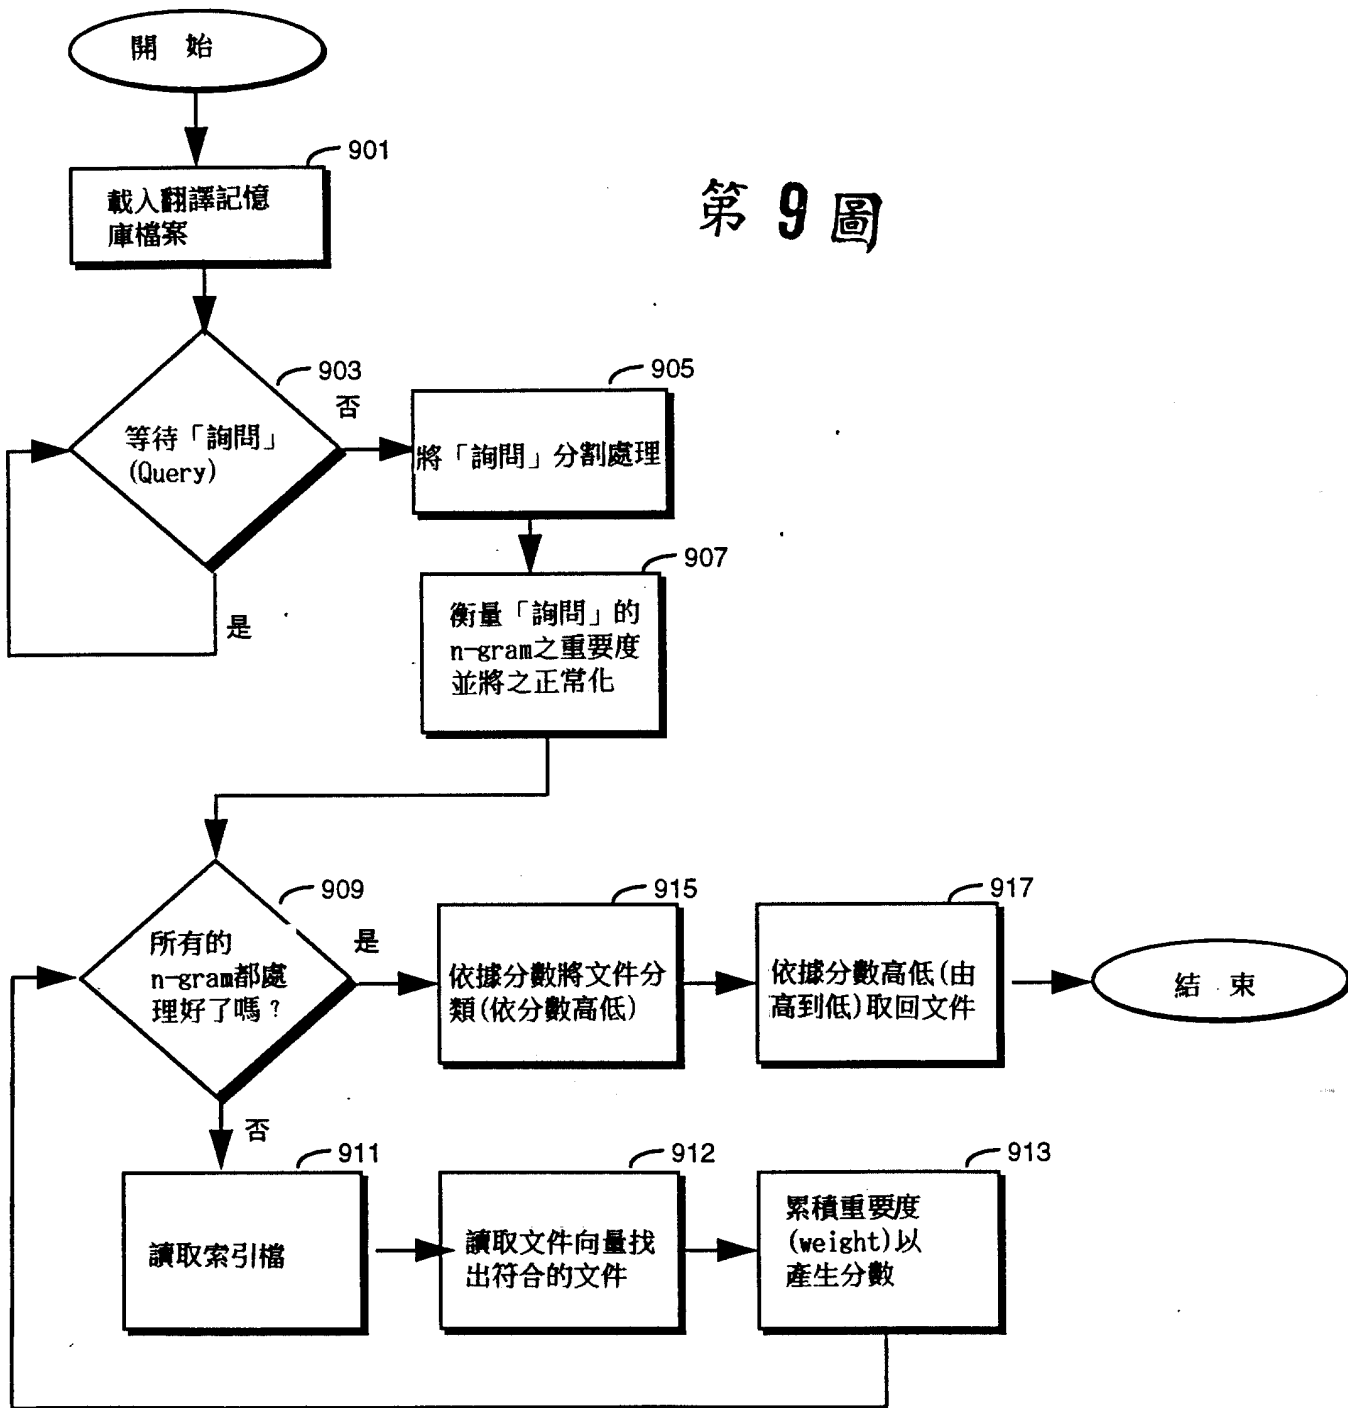 開 始
901
載入翻譯記憶
庫檔案
第 9 圖
903
等待「詢問」
(Query)
否
是
905
將「詢問」分割處理
907
衡量「詢問」的
n-gram之重要度
並將之正常化
909
所有的
n-gram都處
理好了嗎？
是
否
915
依據分數將文件分
類(依分數高低)
917
依據分數高低(由
高到低)取回文件
結 束
911
讀取索引檔
912
讀取文件向量找
出符合的文件
913
累積重要度
(weight)以
產生分數